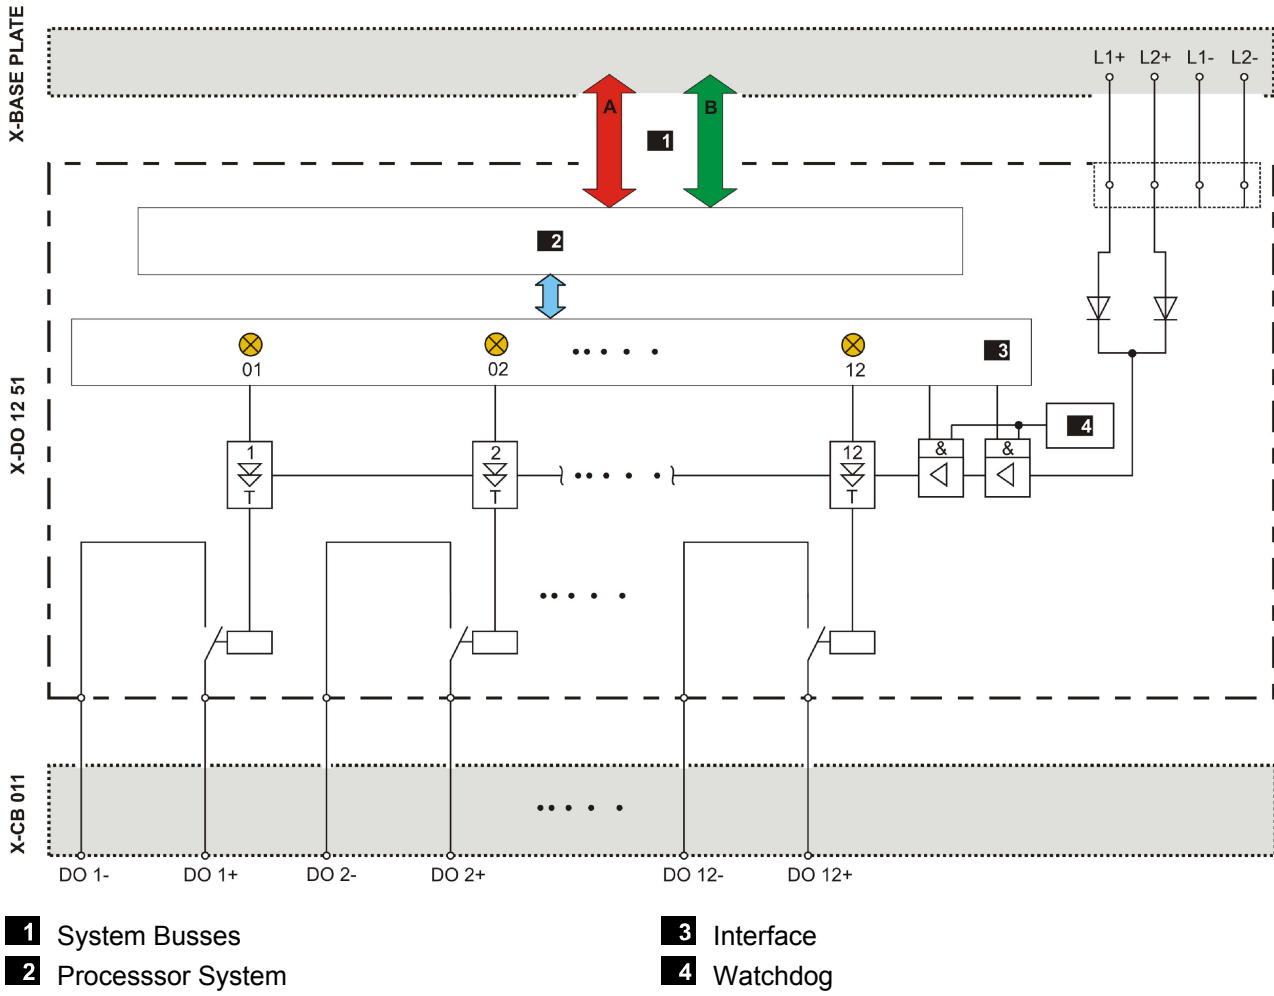 X-BASE PLATE
L1+ L2+ L1- L2-
A
B
1
2
X-DO 12 51
01 02 12
3
4
1 2 12 & &
T T T
X-CB 011
DO 1- DO 1+ DO 2- DO 2+ DO 12- DO 12+
1 System Busses
3 Interface
2 Processsor System
4 Watchdog